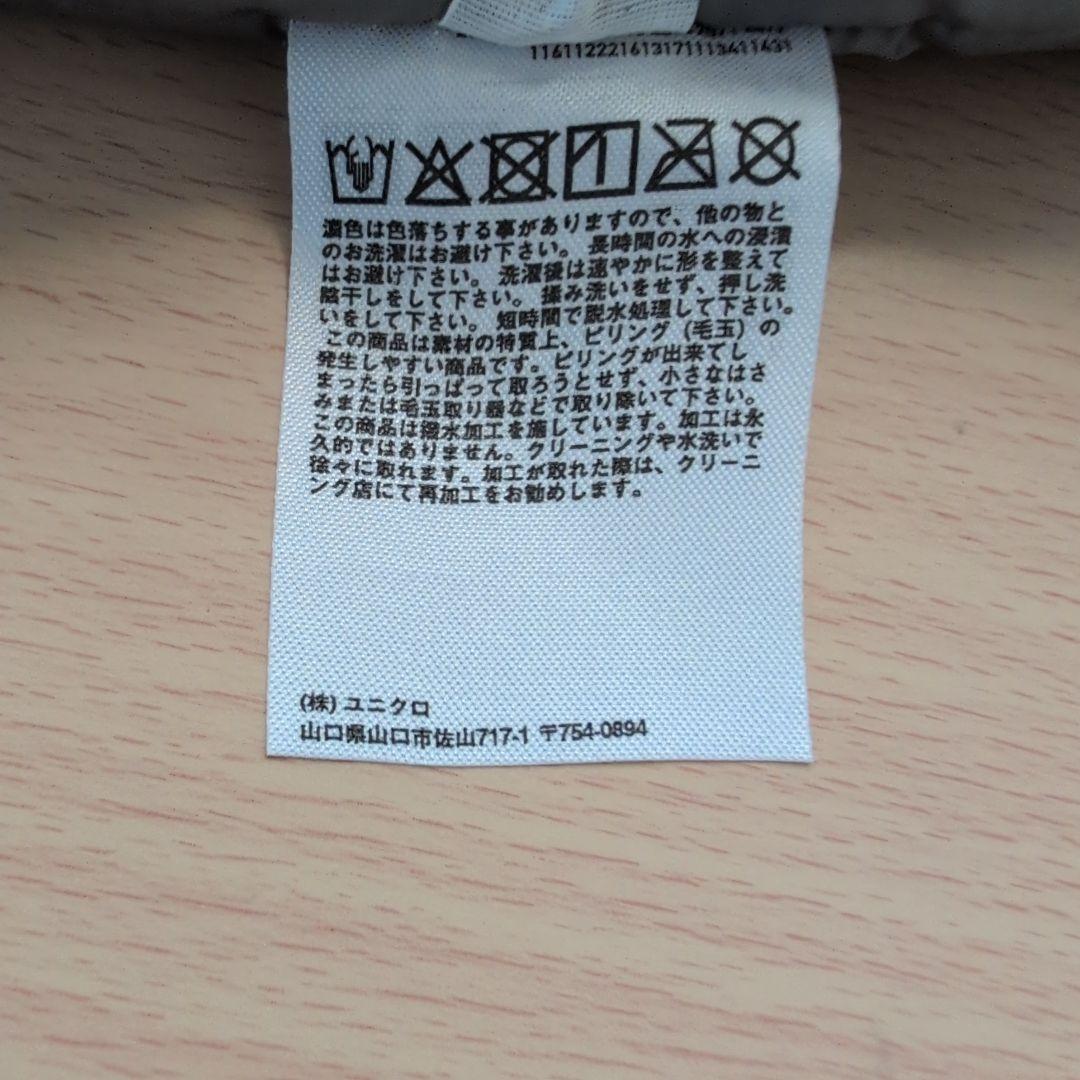 濃色は色落ちする事がありますので、他の物と
のお洗濯はお避け下さい。 長時間の水への浸漬
はお避け下さい。 洗濯後は速やかに形を整えて
陰干しをして下さい。 揉み洗いをせず、押し洗
いをして下さい。 短時間で脱水処理して下さい。
この商品は素材の特質上、ピリング（毛玉）の
発生しやすい商品です。ピリングが出来てし
まったら引っぱって取ろうとせず、小さなはさ
みまたは毛玉取り器などで取り除いて下さい。
この商品は撥水加工を施しています。加工は永
久的ではありません。クリーニングや水洗いで
徐々に取れます。加工が取れた際は、クリーニ
ング店にて再加工をお勧めします。
(株) ユニクロ
山口県山口市佐山717-1 〒754-0894